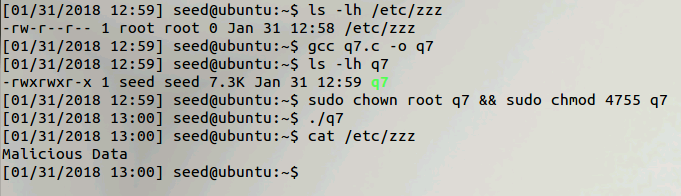 [01/31/2018 12:59] seed@ubuntu:~$ ls -lh /etc/zzz
-rw-r--r-- 1 root root 0 Jan 31 12:58 /etc/zzz
[01/31/2018 12:59] seed@ubuntu:~$ gcc q7.c -o q7
[01/31/2018 12:59] seed@ubuntu:~$ ls -lh q7
-rwxrwxr-x 1 seed seed 7.3K Jan 31 12:59 q7
[01/31/2018 12:59] seed@ubuntu:~$ sudo chown root q7 && sudo chmod 4755 q7
[01/31/2018 13:00] seed@ubuntu:~$ ./q7
[01/31/2018 13:00] seed@ubuntu:~$ cat /etc/zzz
Malicious Data
[01/31/2018 13:00] seed@ubuntu:~$